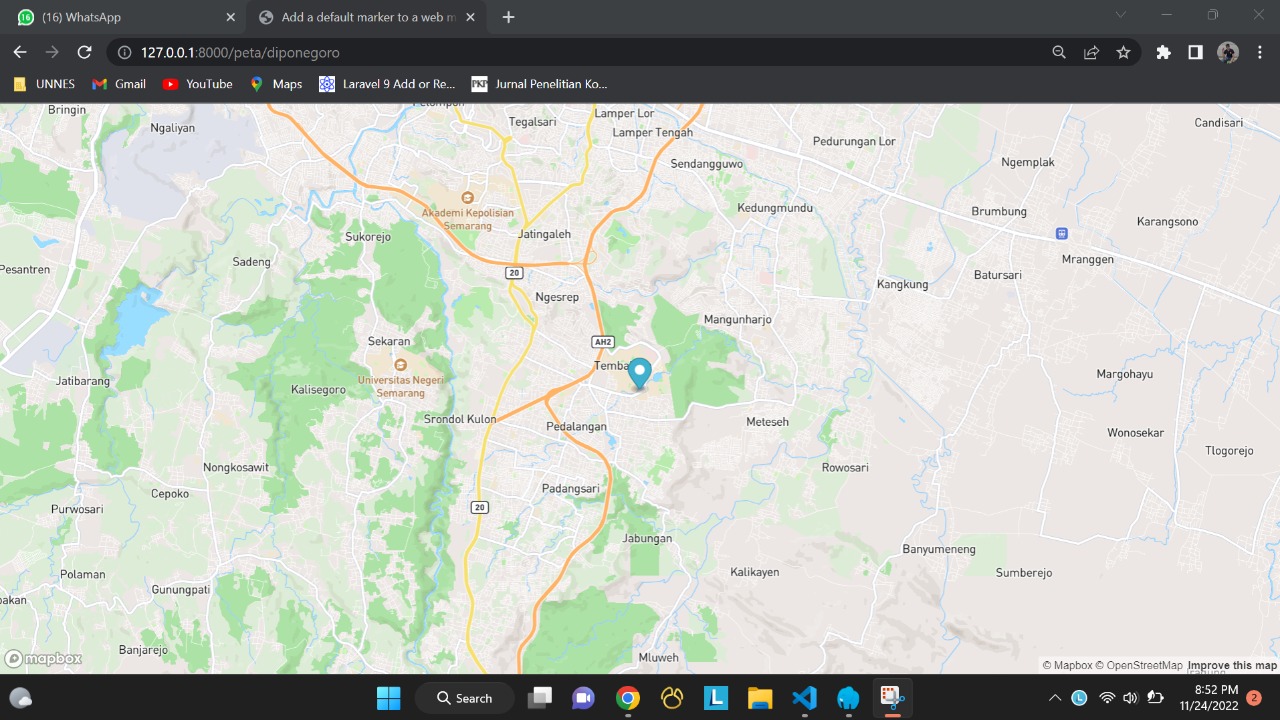 (16) WhatsApp
Add a default marker to a web m
127.0.0.1:8000/peta/diponegoro
UNNES
Gmail
YouTube
Maps
Laravel 9 Add or Re...
PKP
Jurnal Penelitian Ko...
Bringin
Ngaliyan
Tegalsari
Lamper Lor
Lamper Tengah
Pedurungan Lor
Candisari
Sendangguwo
Ngemplak
Akademi Kepolisian
Semarang
Kedungmundu
Brumbung
Karangsono
Sukorejo
Jatingaleh
Pesantren
Sadeng
20
Mranggen
Batursari
Kangkung
Ngesrep
Mangunharjo
Sekaran
AH2
Temba
Jatibarang
Universitas Negeri
Semarang
Kalisegoro
Margohayu
Srondol Kulon
Pedalangan
Meteseh
Wonosekar
Tlogorejo
Nongkosawit
Rowosari
Cepoko
Padangsari
Purwosari
20
Jabungan
Banyumeneng
Polaman
Kalikayen
Sumberejo
Gunungpati
Banjarejo
Mluweh
mapbox
© Mapbox © OpenStreetMap Improve this map
Search
L
8:52 PM
11/24/2022
2